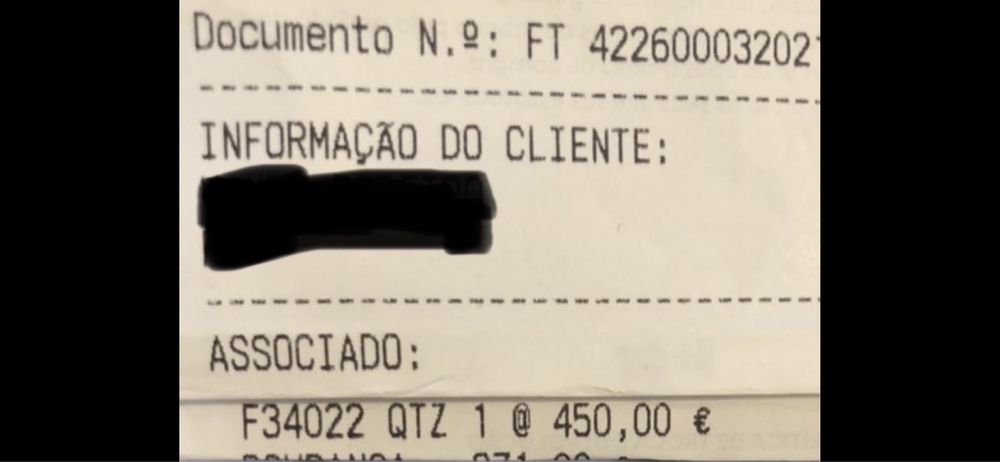 Documento N.º: FT 42260003202
INFORMAÇÃO DO CLIENTE:
ASSOCIADO:
F34022 QTZ 1 @ 450,00 €